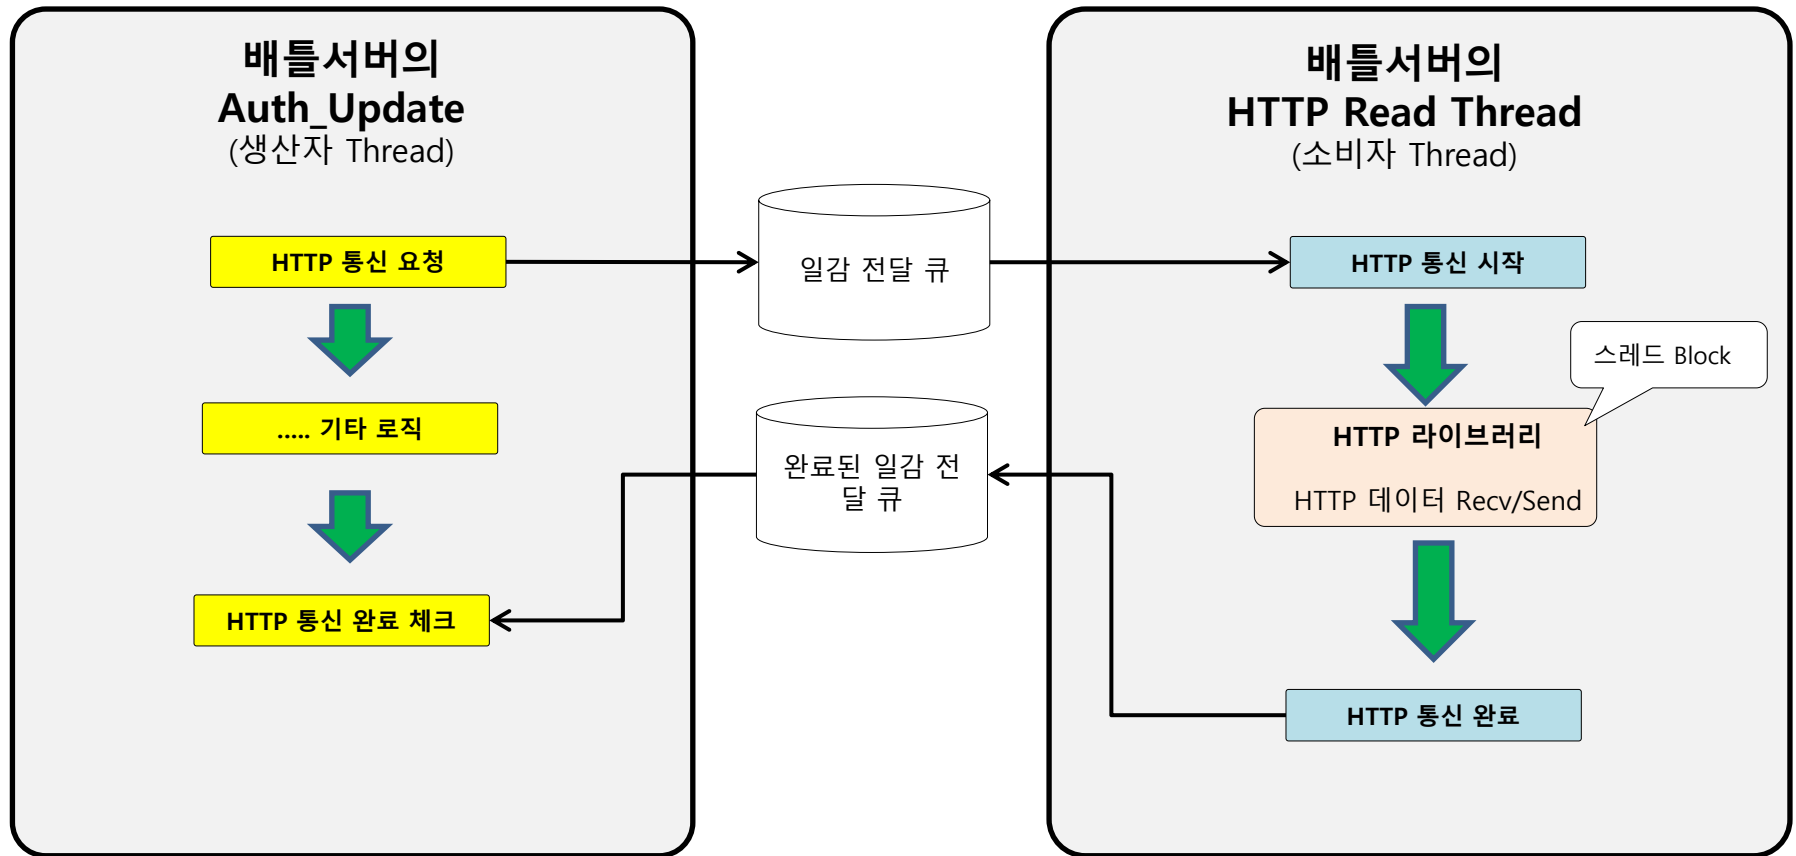 배틀서버의
Auth_Update
(생산자 Thread)
HTTP 통신 요청
..... 기타 로직
HTTP 통신 완료 체크
일감 전달 큐
완료된 일감 전
달 큐
배틀서버의
HTTP Read Thread
(소비자 Thread)
HTTP 통신 시작
스레드 Block
HTTP 라이브러리
HTTP 데이터 Recv/Send
HTTP 통신 완료